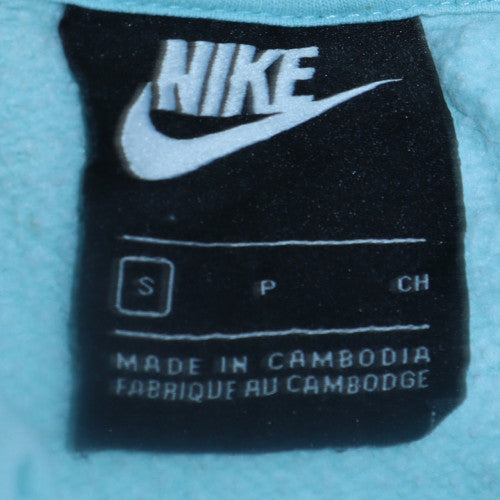 NIKE
S P CH
MADE IN CAMBODIA
FABRIQUE AU CAMBODGE